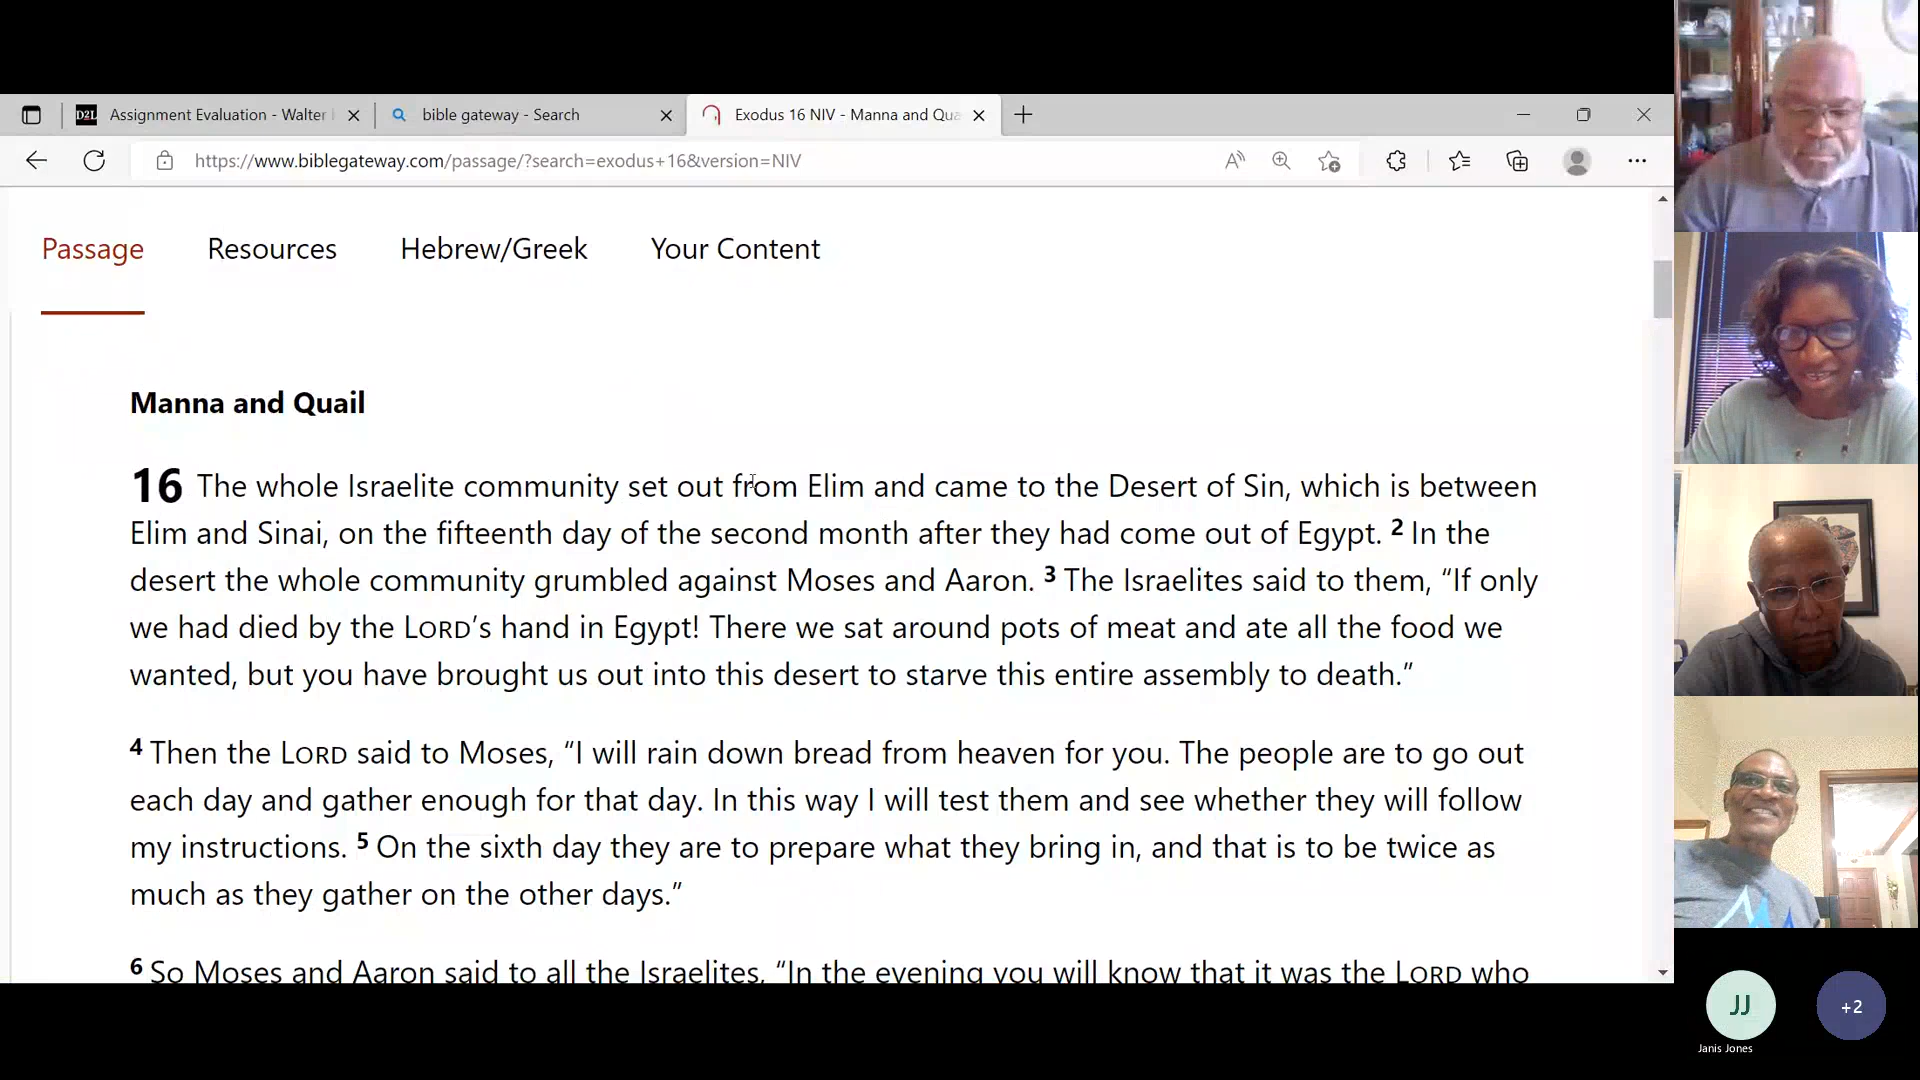 D2L Assignment Evaluation - Walter
bible gateway - Search
Exodus 16 NIV - Manna and Qua
https://www.biblegateway.com/passage/?search=exodus+16&version=NIV
Passage Resources Hebrew/Greek Your Content
Manna and Quail
16 The whole Israelite community set out from Elim and came to the Desert of Sin, which is between
Elim and Sinai, on the fifteenth day of the second month after they had come out of Egypt. 2 In the
desert the whole community grumbled against Moses and Aaron. 3 The Israelites said to them, “If only
we had died by the LORD’s hand in Egypt! There we sat around pots of meat and ate all the food we
wanted, but you have brought us out into this desert to starve this entire assembly to death.”
4 Then the LORD said to Moses, “I will rain down bread from heaven for you. The people are to go out
each day and gather enough for that day. In this way I will test them and see whether they will follow
my instructions. 5 On the sixth day they are to prepare what they bring in, and that is to be twice as
much as they gather on the other days.”
6 So Moses and Aaron said to all the Israelites, “In the evening you will know that it was the LORD who
JJ
Janis Jones
+2